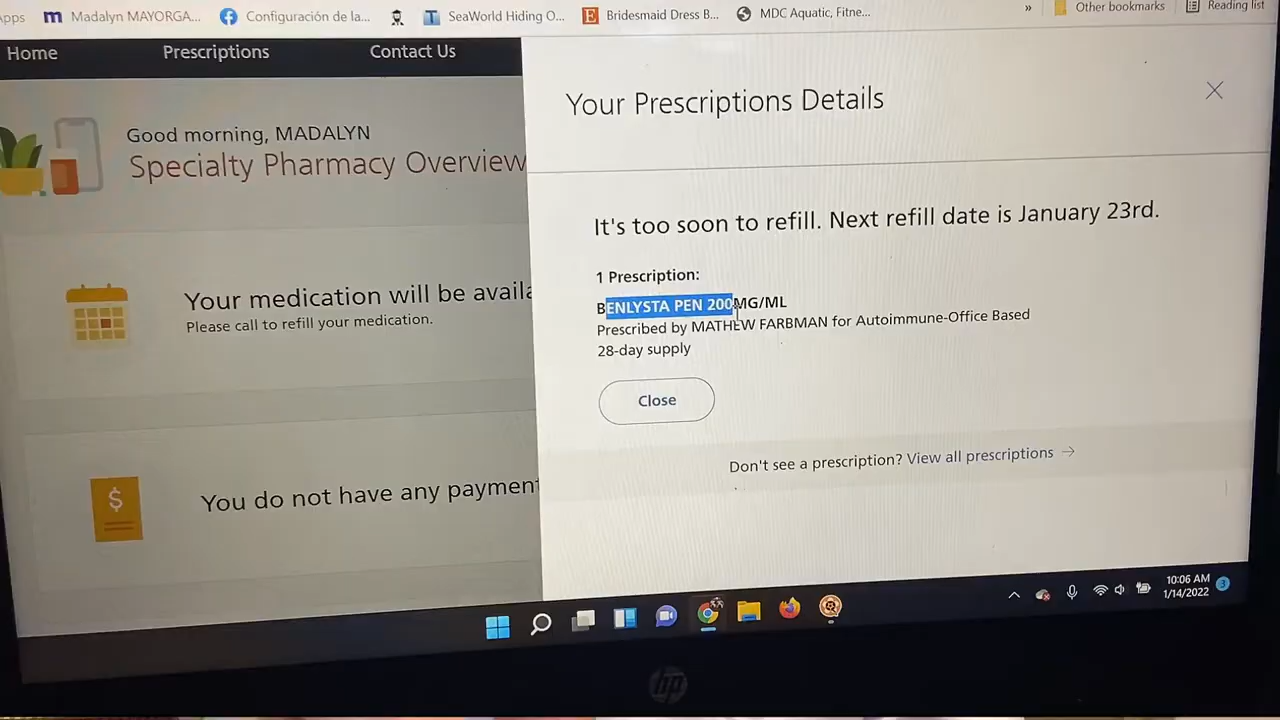 Apps Madalyn MAYORGA... Configuración de la... SeaWorld Hiding O... Bridesmaid Dress B... MDC Aquatic, Fitne... » Other bookmarks Reading list
Home Prescriptions Contact Us
Good morning, MADALYN
Specialty Pharmacy Overview
Your medication will be availa
Please call to refill your medication.
$
You do not have any payment
Your Prescriptions Details
It's too soon to refill. Next refill date is January 23rd.
1 Prescription:
BENLYSTA PEN 200MG/ML
Prescribed by MATHEW FARBMAN for Autoimmune-Office Based
28-day supply
Close
Don't see a prescription? View all prescriptions →
10:06 AM
1/14/2022
3
hp